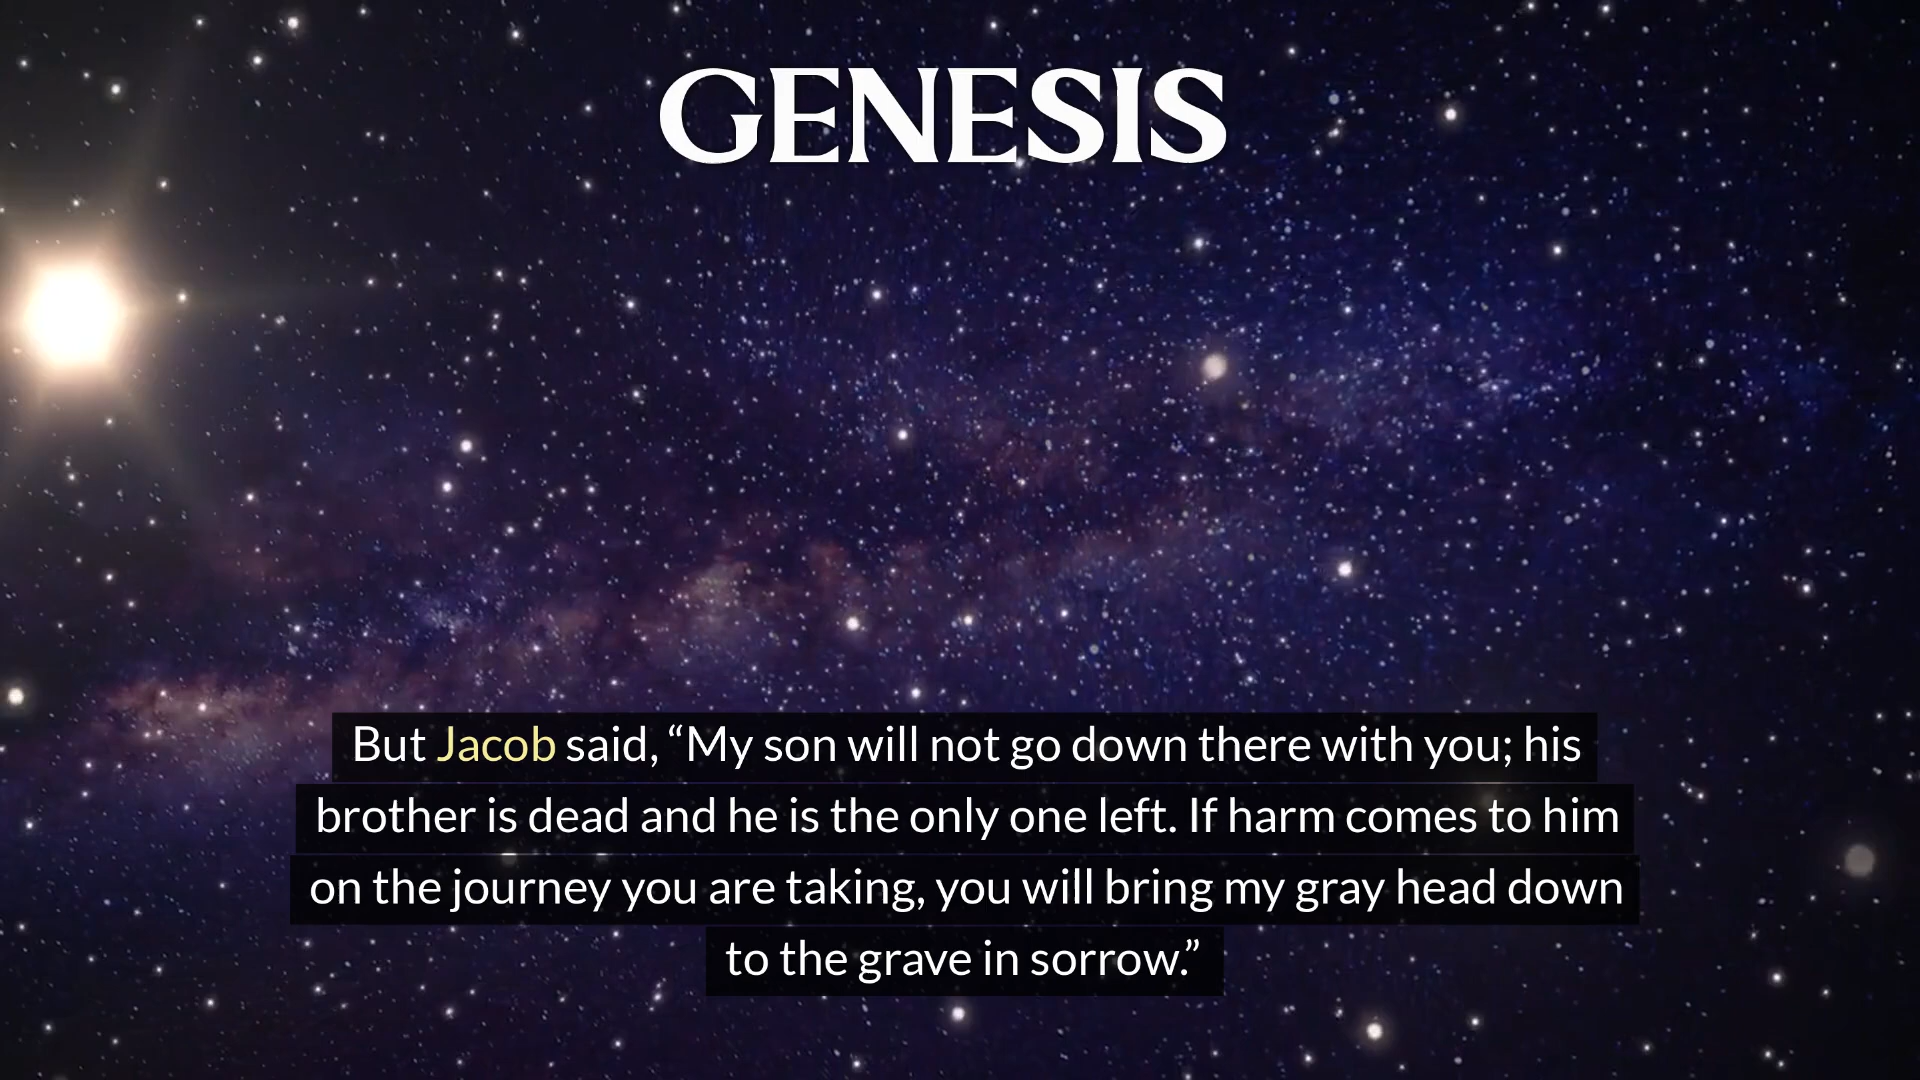 GENESIS
But Jacob said, “My son will not go down there with you; his
brother is dead and he is the only one left. If harm comes to him
on the journey you are taking, you will bring my gray head down
to the grave in sorrow.”